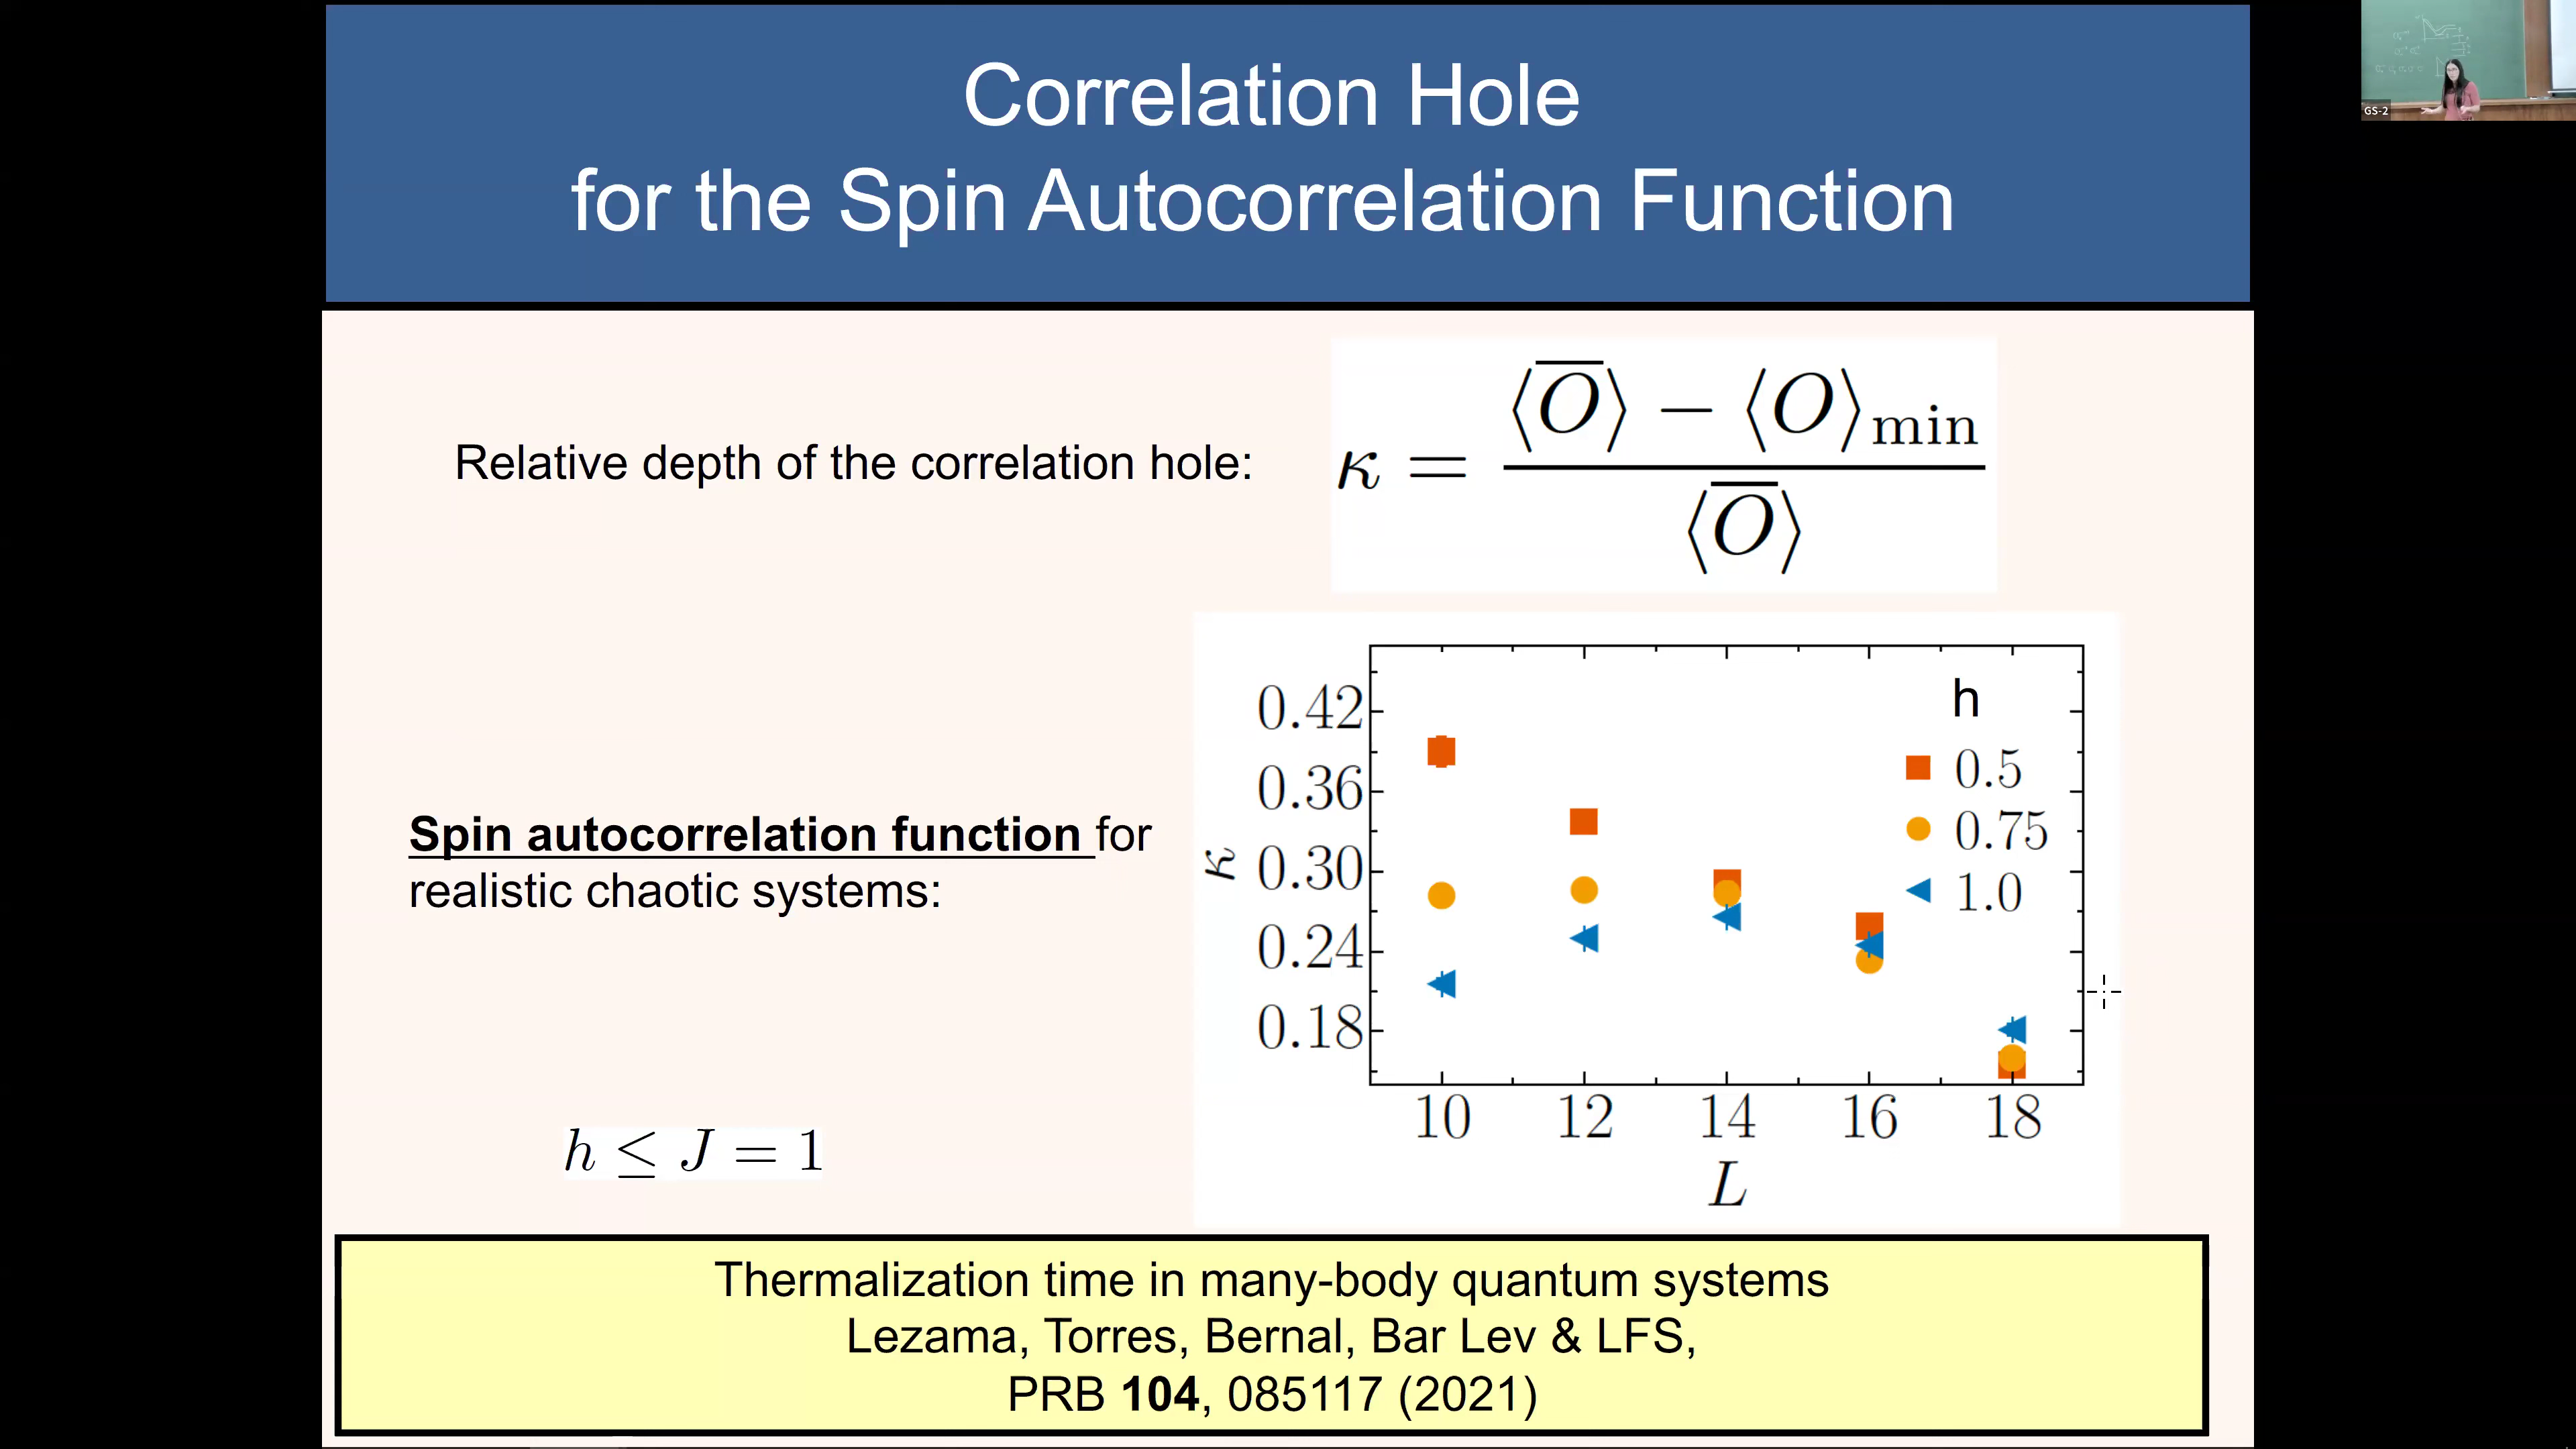 Correlation Hole
for the Spin Autocorrelation Function
GS-2
Relative depth of the correlation hole:
κ = (⟨O̅⟩ − ⟨O⟩min) / ⟨O̅⟩
Spin autocorrelation function for
realistic chaotic systems:
h ≤ J = 1
κ
0.42
0.36
0.30
0.24
0.18
10 12 14 16 18
L
h
0.5
0.75
1.0
Thermalization time in many-body quantum systems
Lezama, Torres, Bernal, Bar Lev & LFS,
PRB 104, 085117 (2021)